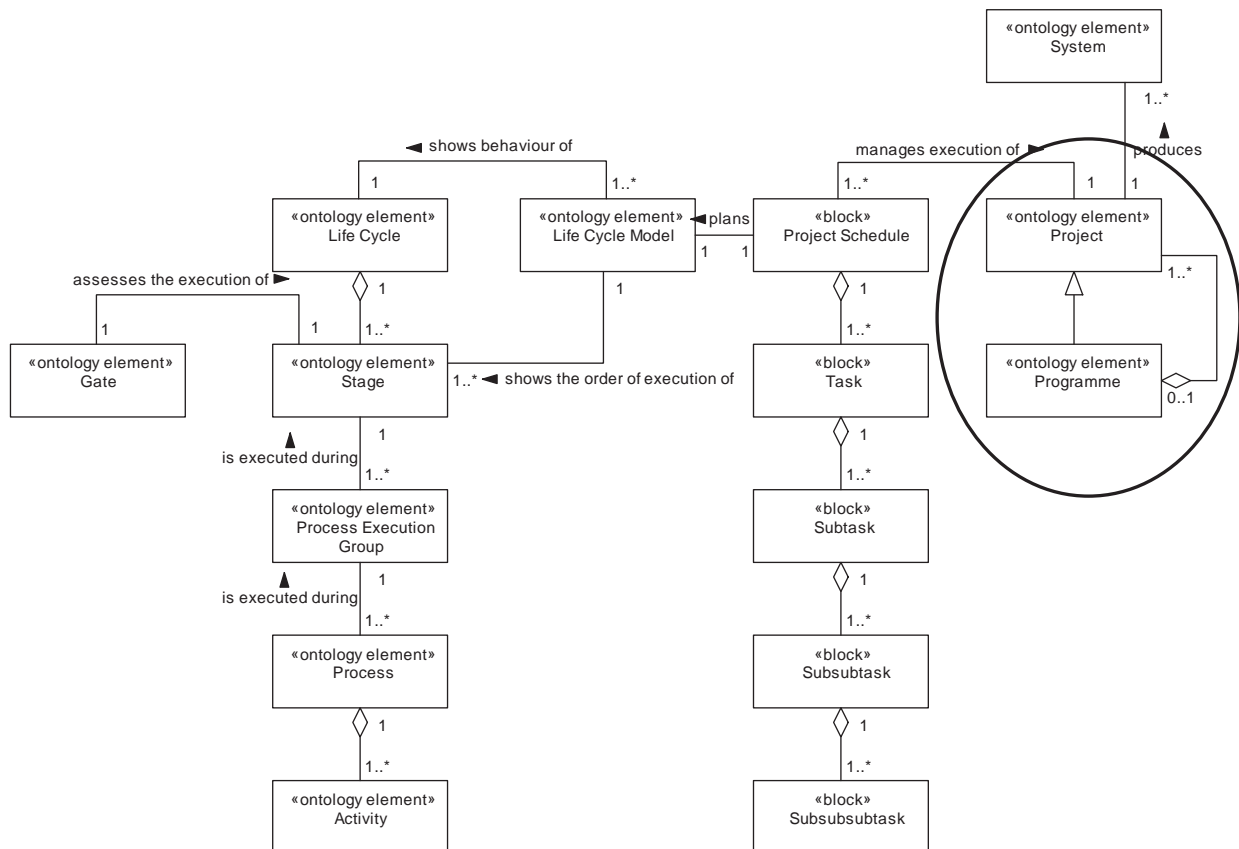 «ontology element»
System
1..*
shows behaviour of
manages execution of
produces
1
1..*
1..*
1
1
«ontology element»
Life Cycle
«ontology element»
Life Cycle Model
plans
1
1
«block»
Project Schedule
«ontology element»
Project
1..*
assesses the execution of
1
1
1
1
1
1..*
1..*
«ontology element»
Gate
«ontology element»
Stage
1..*
shows the order of execution of
«block»
Task
«ontology element»
Programme
0..1
1
1
is executed during
1..*
1..*
«ontology element»
Process Execution
Group
«block»
Subtask
1
1
is executed during
1..*
1..*
«ontology element»
Process
«block»
Subsubtask
1
1
1..*
1..*
«ontology element»
Activity
«block»
Subsubsubtask